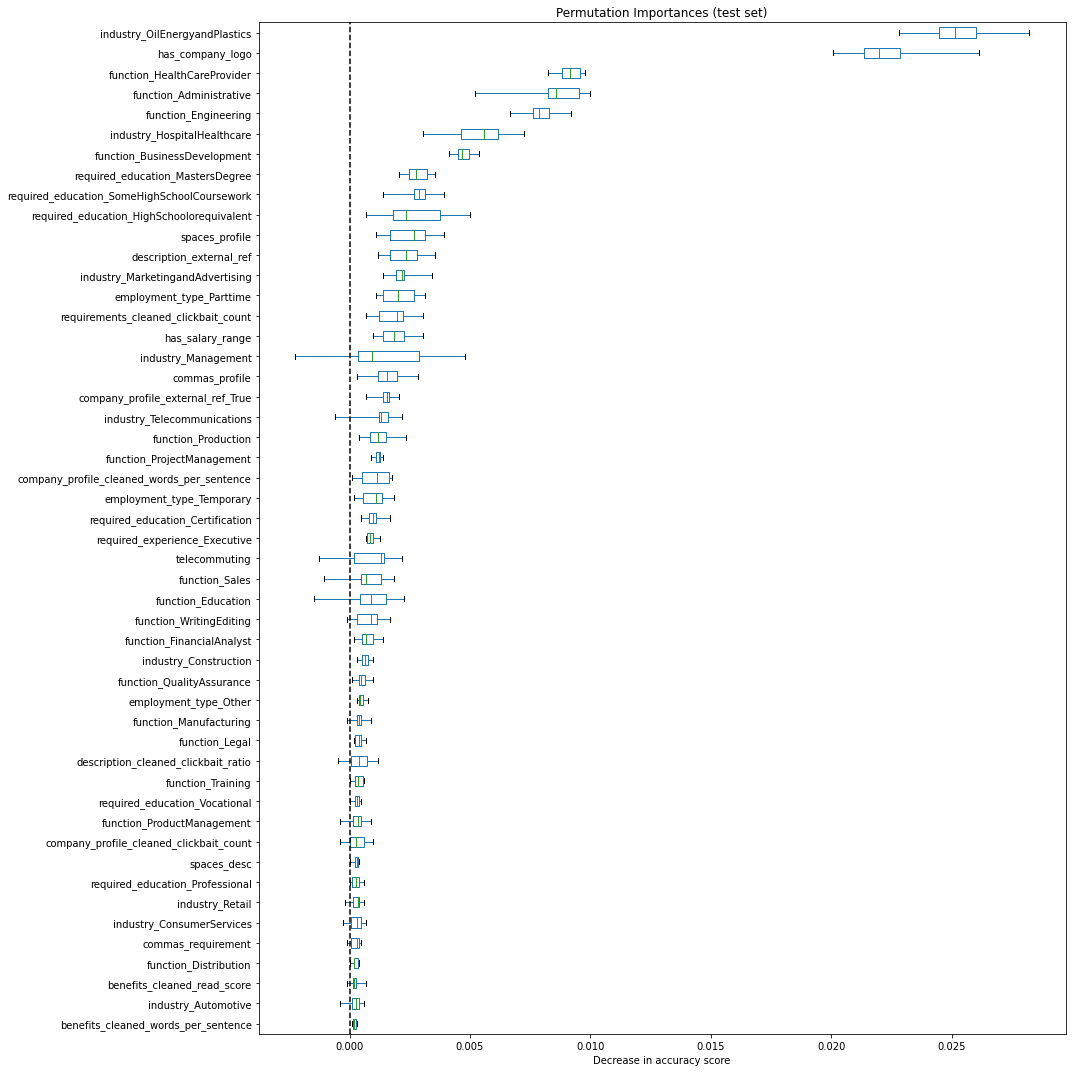 Permutation Importances (test set)
industry_OilEnergyandPlastics
has_company_logo
function_HealthCareProvider
function_Administrative
function_Engineering
industry_HospitalHealthcare
function_BusinessDevelopment
required_education_MastersDegree
required_education_SomeHighSchoolCoursework
required_education_HighSchoolorequivalent
spaces_profile
description_external_ref
industry_MarketingandAdvertising
employment_type_Parttime
requirements_cleaned_clickbait_count
has_salary_range
industry_Management
commas_profile
company_profile_external_ref_True
industry_Telecommunications
function_Production
function_ProjectManagement
company_profile_cleaned_words_per_sentence
employment_type_Temporary
required_education_Certification
required_experience_Executive
telecommuting
function_Sales
function_Education
function_WritingEditing
function_FinancialAnalyst
industry_Construction
function_QualityAssurance
employment_type_Other
function_Manufacturing
function_Legal
description_cleaned_clickbait_ratio
function_Training
required_education_Vocational
function_ProductManagement
company_profile_cleaned_clickbait_count
spaces_desc
required_education_Professional
industry_Retail
industry_ConsumerServices
commas_requirement
function_Distribution
benefits_cleaned_read_score
industry_Automotive
benefits_cleaned_words_per_sentence
0.000 0.005 0.010 0.015 0.020 0.025
Decrease in accuracy score